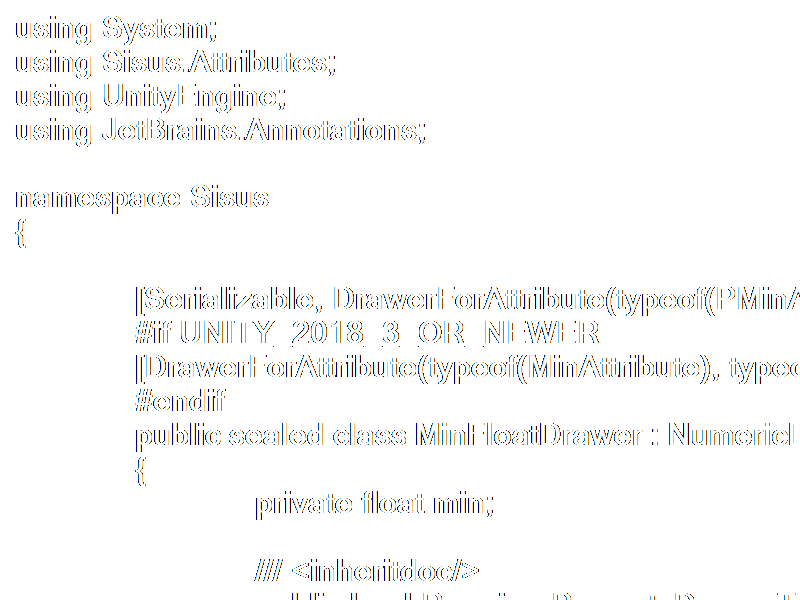 using System;
using Sisus.Attributes;
using UnityEngine;
using JetBrains.Annotations;
namespace Sisus
{
[Serializable, DrawerForAttribute(typeof(PMinA
#if UNITY_2018_3_OR_NEWER
[DrawerForAttribute(typeof(MinAttribute), typeo
#endif
public sealed class MinFloatDrawer : Numeric
{
private float min;
//// <inheritdoc/>